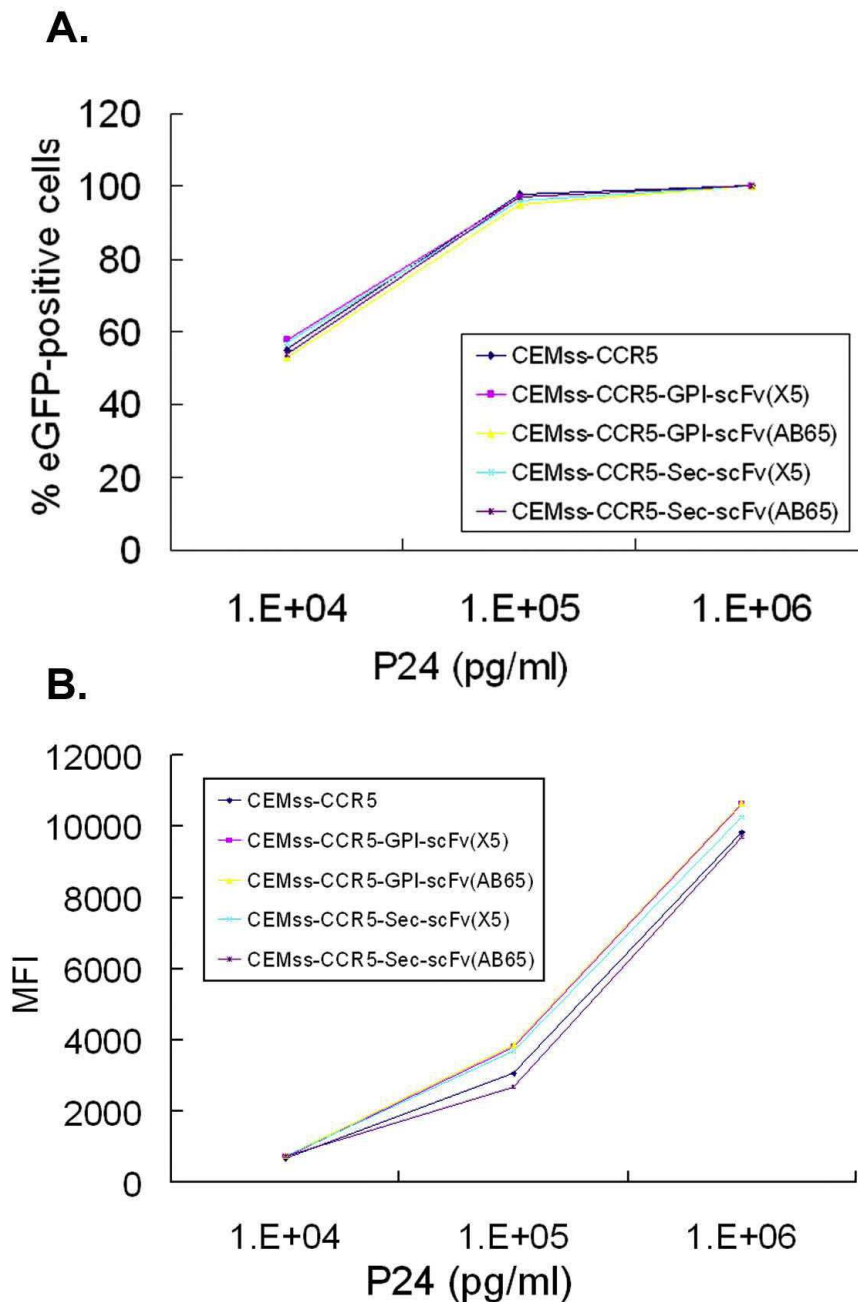 A.
120
100
80
60
40
20
0
% eGFP-positive cells
CEMss-CCR5
CEMss-CCR5-GPI-scFv(X5)
CEMss-CCR5-GPI-scFv(AB65)
CEMss-CCR5-Sec-scFv(X5)
CEMss-CCR5-Sec-scFv(AB65)
1.E+04 1.E+05 1.E+06
P24 (pg/ml)
B.
12000
10000
8000
6000
4000
2000
0
MFI
CEMss-CCR5
CEMss-CCR5-GPI-scFv(X5)
CEMss-CCR5-GPI-scFv(AB65)
CEMss-CCR5-Sec-scFv(X5)
CEMss-CCR5-Sec-scFv(AB65)
1.E+04 1.E+05 1.E+06
P24 (pg/ml)